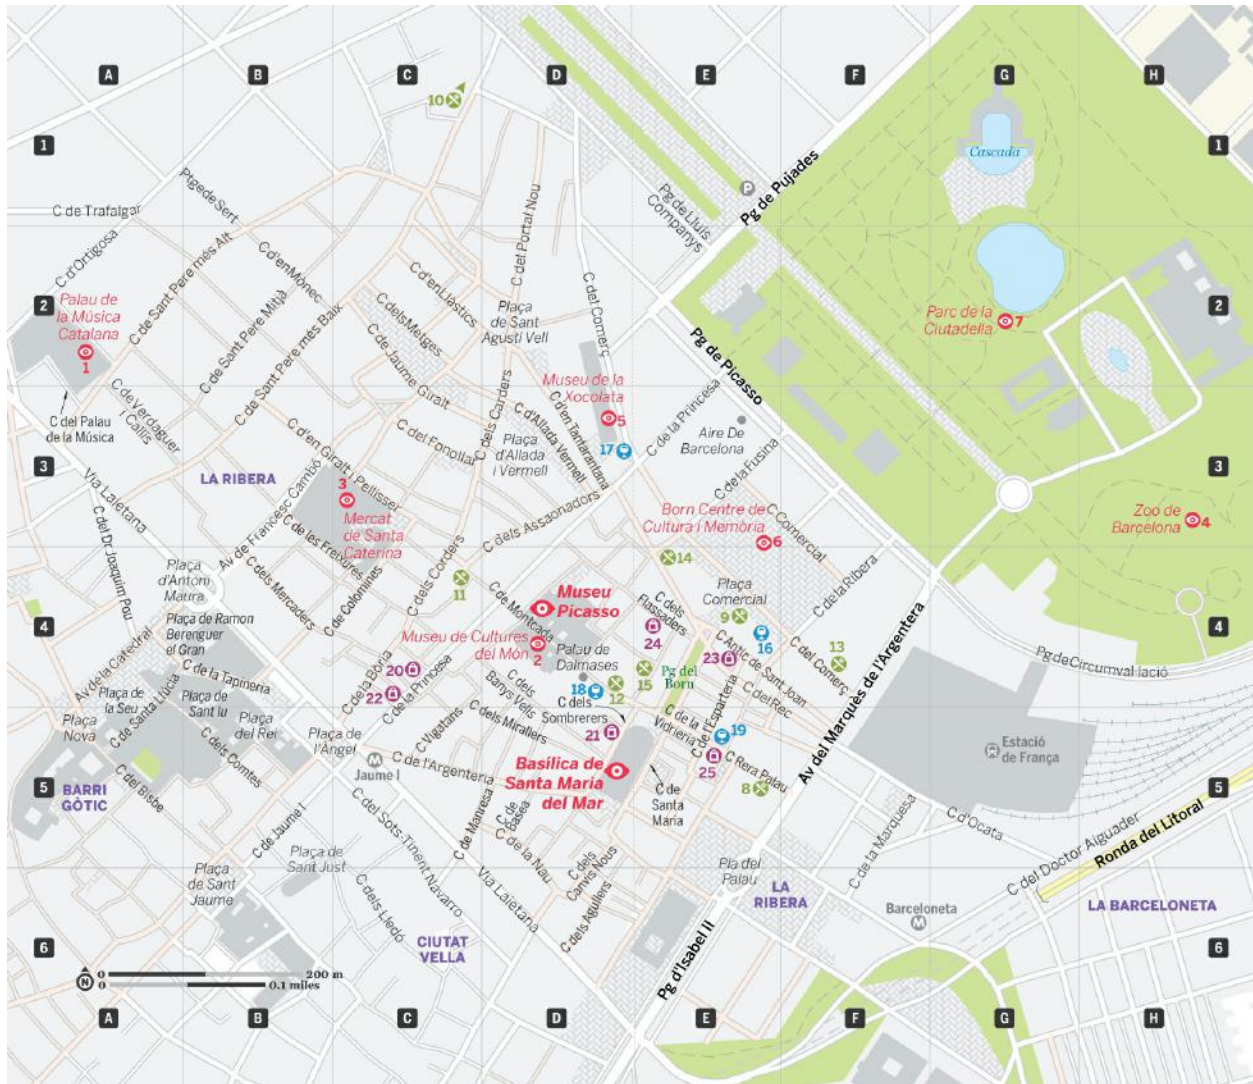 A
B
C
D
E
F
G
H
10
1
1
Cascada
P
Pg de Pujades
Ptge de Sert
C de Trafalgar
Pg de Lluís
Companys
C d'Ortigosa
C de Sant Pere més Alt
C d'en Mònec
C del Portal Nou
C d'en Llàstics
C dels Metges
C de Sant Pere Mitjà
C de Sant Pere més Baix
Plaça
de Sant
Agustí Vell
C del Comerç
2
2
Palau de
la Música
Catalana
1
Parc de la
Ciutadella
7
Pg de Picasso
C de Jaume Giralt
Museu de la
Xocolata
5
C de la Princesa
C de Verdaguer
i Callís
C del Palau
de la Música
C d'en Giralt i Pellisser
C del Fonollar
C dels Carders
C d'Allada Vermell
C d'en Tantarantana
Plaça
d'Allada
i Vermell
17
Aire De
Barcelona
C de la Fusina
3
3
LA RIBERA
Via Laietana
3
Mercat
de Santa
Caterina
Av de Francesc Cambó
C dels Assaonadors
Born Centre de
Cultura i Memòria
6
C Comercial
Zoo de
Barcelona
4
C del Dr Joaquim Pou
C de les Freixures
C dels Mercaders
C de Colomines
C dels Corders
Plaça
d'Antoni
Maura
11
14
C de la Ribera
Museu
Picasso
C de Montcada
C dels
Flassaders
24
Plaça
Comercial
9
16
13
4
4
Plaça de Ramon
Berenguer
el Gran
Museu de Cultures
del Món
2
Palau de
Dalmases
23
C Antic de Sant Joan
C del Comerç
Av del Marquès de l'Argentera
Pg de Circumval·lació
Av de la Catedral
C de la Tapineria
20
22
C de la Bòria
C de la Princesa
C dels
Banys Vells
18
12
15
Pg del
Born
C del Rec
Plaça de
la Seu
C de Santa Llúcia
Plaça de
Sant Iu
Plaça
Nova
Plaça
del Rei
C dels
Sombrerers
C de la
Vidrieria
C de l'Esparteria
19
C Vigatans
C dels Mirallers
21
Plaça de
l'Àngel
M
Jaume I
25
C Rera Palau
8
Estació
de França
C de l'Argenteria
Basílica de
Santa Maria
del Mar
C de
Santa
Maria
5
5
BARRI
GÒTIC
C del Bisbe
C dels Comtes
C de Jaume I
C del Sots-Tinent Navarro
C de Manresa
C de
Basea
C de la Nau
C dels
Canvis Nous
C de la Marquesa
C d'Ocata
C del Doctor Aiguader
Ronda del Litoral
Plaça de
Sant Just
Plaça
de Sant
Jaume
Pla del
Palau
C dels Lledó
Via Laietana
C dels Agullers
LA
RIBERA
Barceloneta
M
LA BARCELONETA
CIUTAT
VELLA
Pg d'Isabel II
6
6
N
0 200 m
0 0.1 miles
A
B
C
D
E
F
G
H